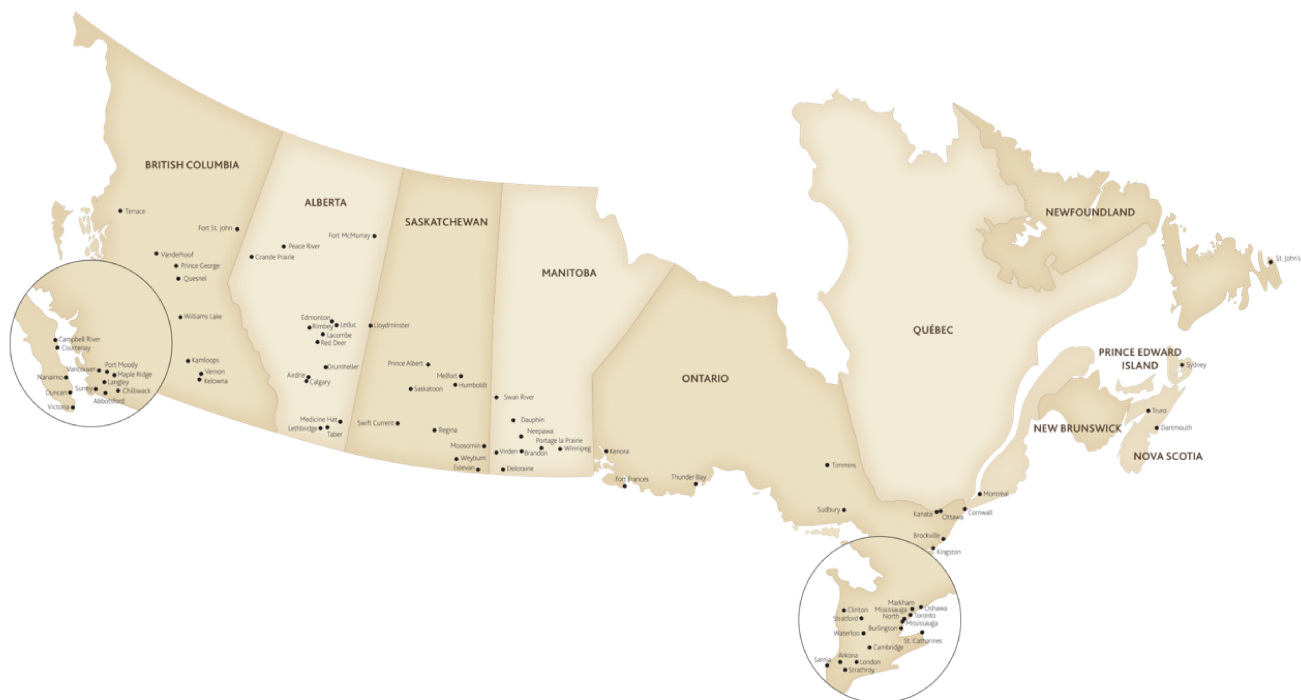 BRITISH COLUMBIA
Terrace
Fort St. John
Vanderhoof
Prince George
Quesnel
Williams Lake
Kamloops
Vernon
Kelowna
Campbell River
Courtenay
Port Moody
Vancouver
Maple Ridge
Nanaimo
Langley
Surrey
Chilliwack
Duncan
Abbotsford
Victoria
ALBERTA
Fort McMurray
Peace River
Grande Prairie
Edmonton
Leduc
Rimbey
Lacombe
Red Deer
Drumheller
Airdrie
Calgary
Medicine Hat
Lethbridge
Taber
SASKATCHEWAN
Lloydminster
Prince Albert
Melfort
Humboldt
Saskatoon
Swift Current
Regina
Moosomin
Weyburn
Estevan
MANITOBA
Swan River
Dauphin
Neepawa
Portage la Prairie
Virden
Brandon
Winnipeg
Deloraine
ONTARIO
Kenora
Fort Frances
Thunder Bay
Timmins
Sudbury
Kanata
Ottawa
Cornwall
Brockville
Kingston
Markham
Clinton
Mississauga
Oshawa
Stratford
North
Toronto
Mississauga
Waterloo
Burlington
St. Catharines
Cambridge
Sarnia
Arkona
London
Strathroy
QUÉBEC
Montréal
NEWFOUNDLAND
St. John's
PRINCE EDWARD
ISLAND
Sydney
NEW BRUNSWICK
Truro
Dartmouth
NOVA SCOTIA